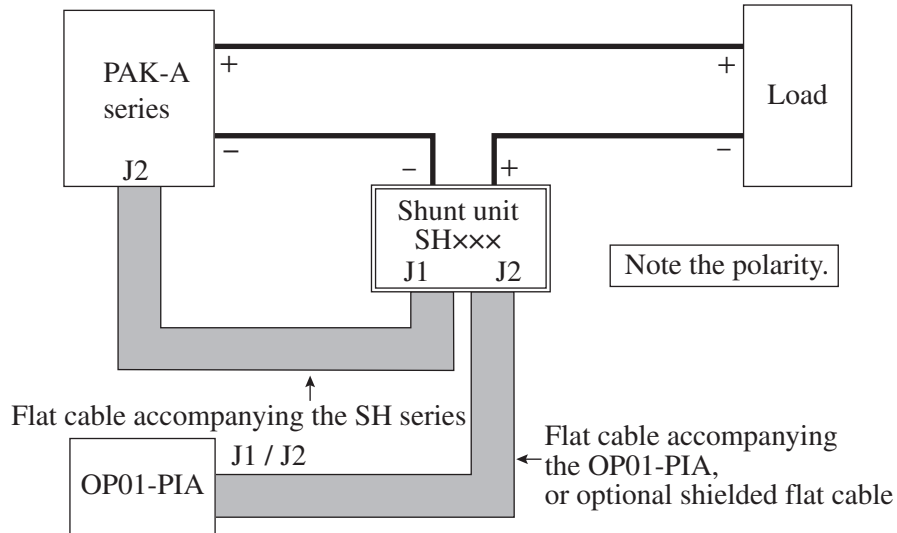 PAK-A
series
J2
+
−
+
−
Load
−
+
Shunt unit
SH×××
J1 J2
Note the polarity.
Flat cable accompanying the SH series
OP01-PIA
J1 / J2
Flat cable accompanying
the OP01-PIA,
or optional shielded flat cable